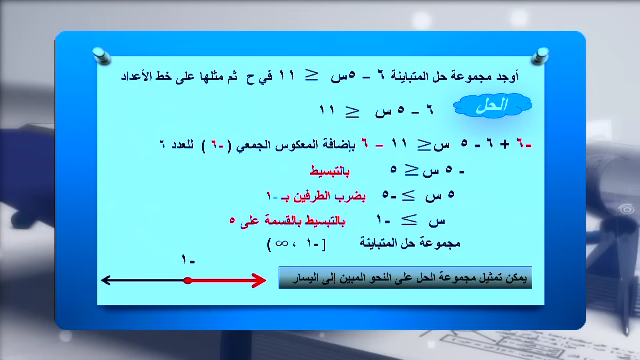 أوجد مجموعة حل المتباينة ٦ – ٥س ≥ ١١ في ح ثم مثلها على خط الأعداد
الحل
٦ – ٥ س ≥ ١١
-٦ + ٦ - ٥ س ≥ ١١ – ٦ بإضافة المعكوس الجمعي ( -٦ ) للعدد ٦
- ٥ س ≥ ٥ بالتبسيط
٥ س ≤ -٥ بضرب الطرفين بـ -١
س ≤ -١ بالتبسيط بالقسمة على ٥
مجموعة حل المتباينة [ -١ ، ∞ )
-١
يمكن تمثيل مجموعة الحل على النحو المبين إلى اليسار